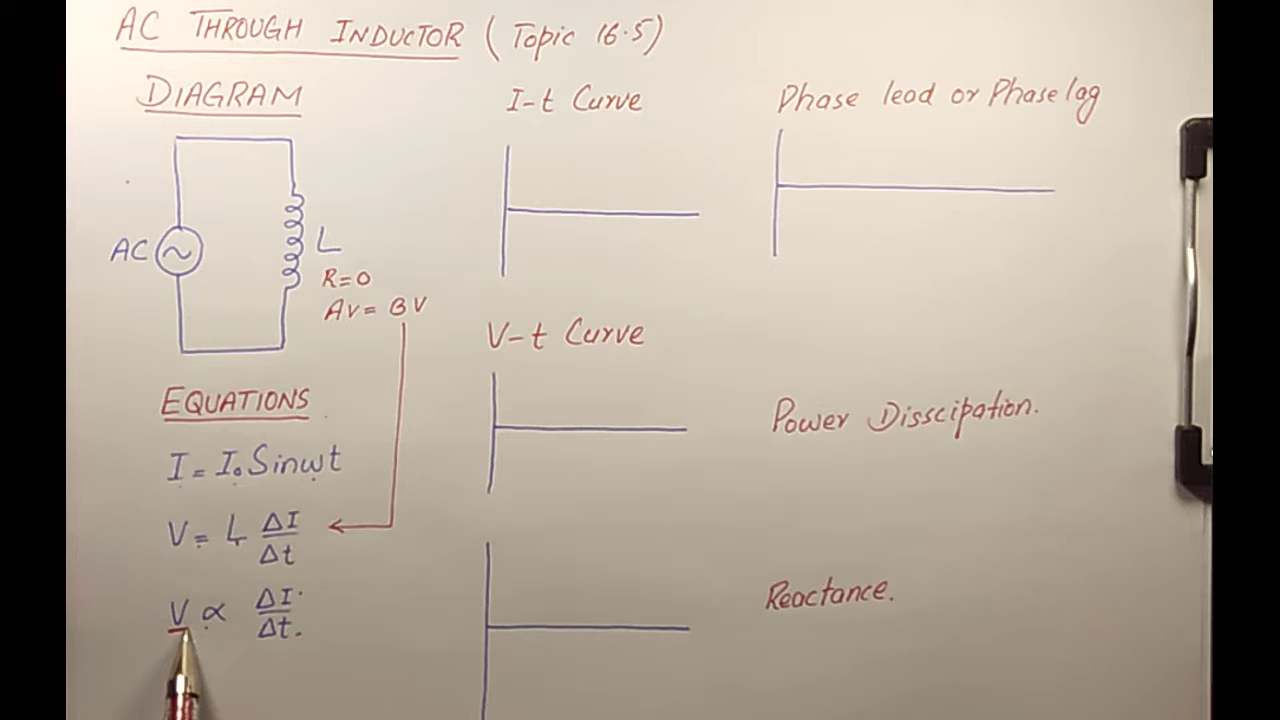 AC THROUGH INDUCTOR ( Topic 16.5)
DIAGRAM
AC
L
R=0
AV= BV
EQUATIONS
I = I₀ Sinωt
V = L ΔI/Δt
V ∝ ΔI/Δt.
I-t Curve
V-t Curve
Phase lead or Phase lag
Power Disscipation.
Reactance.